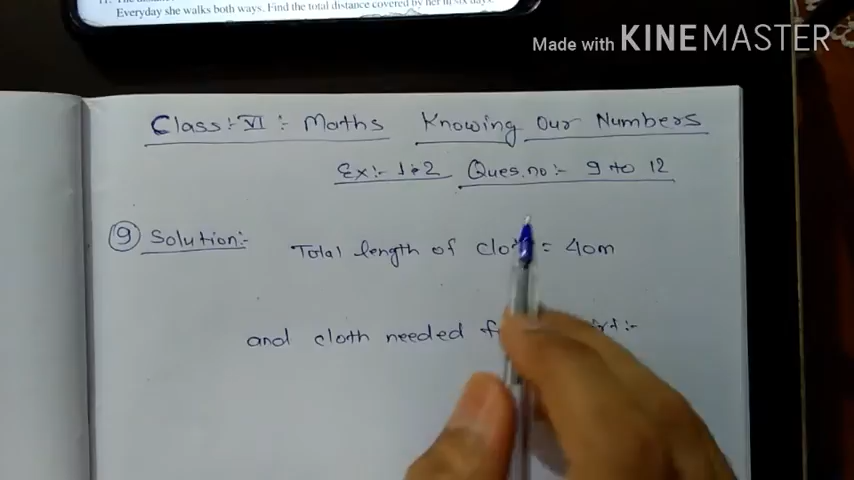 Everyday she walks both ways. Find the total distance covered by her in six days.
Made with KINEMASTER
Class:- VI :- Maths Knowing Our Numbers
Ex:- 1.2 Ques.no:- 9 to 12
9 Solution:-
Total length of = 40m
and cloth needed